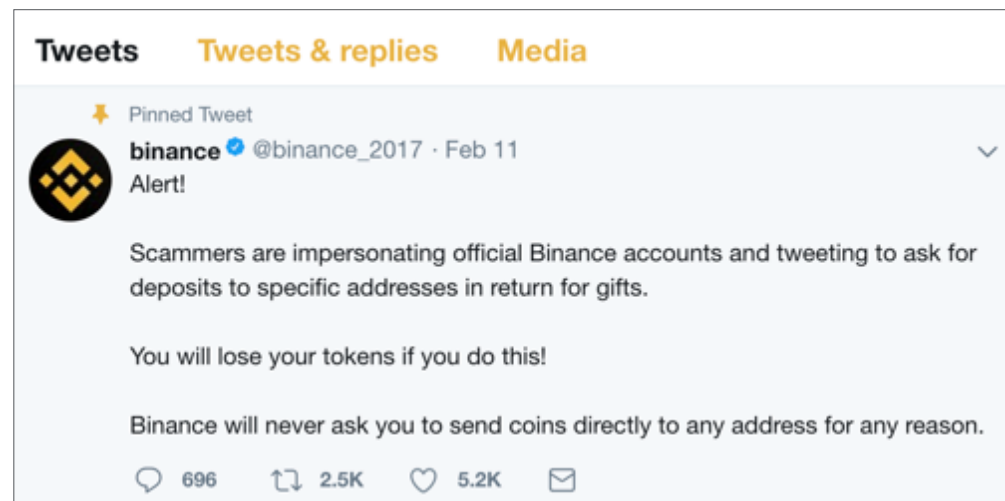 Tweets Tweets & replies Media
Pinned Tweet
binance @binance_2017 · Feb 11
Alert!
Scammers are impersonating official Binance accounts and tweeting to ask for
deposits to specific addresses in return for gifts.
You will lose your tokens if you do this!
Binance will never ask you to send coins directly to any address for any reason.
696 2.5K 5.2K